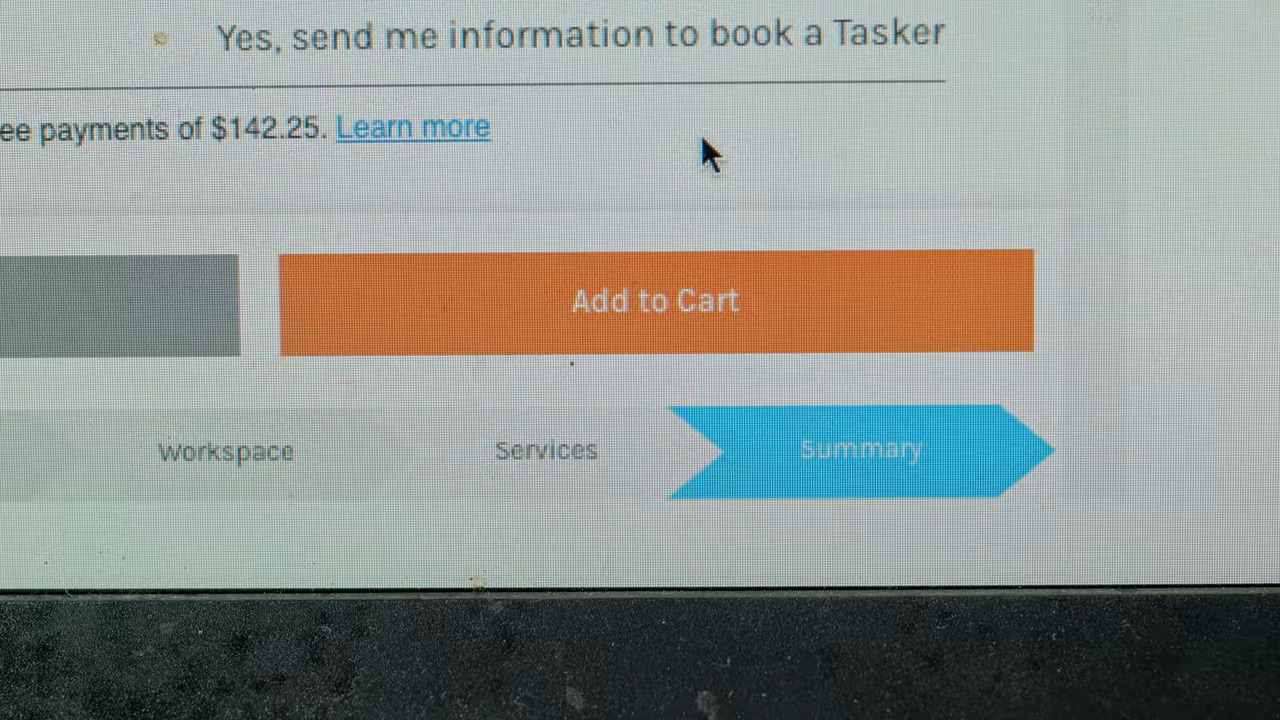 Yes, send me information to book a Tasker
ee payments of $142.25. Learn more
Add to Cart
Workspace Services Summary